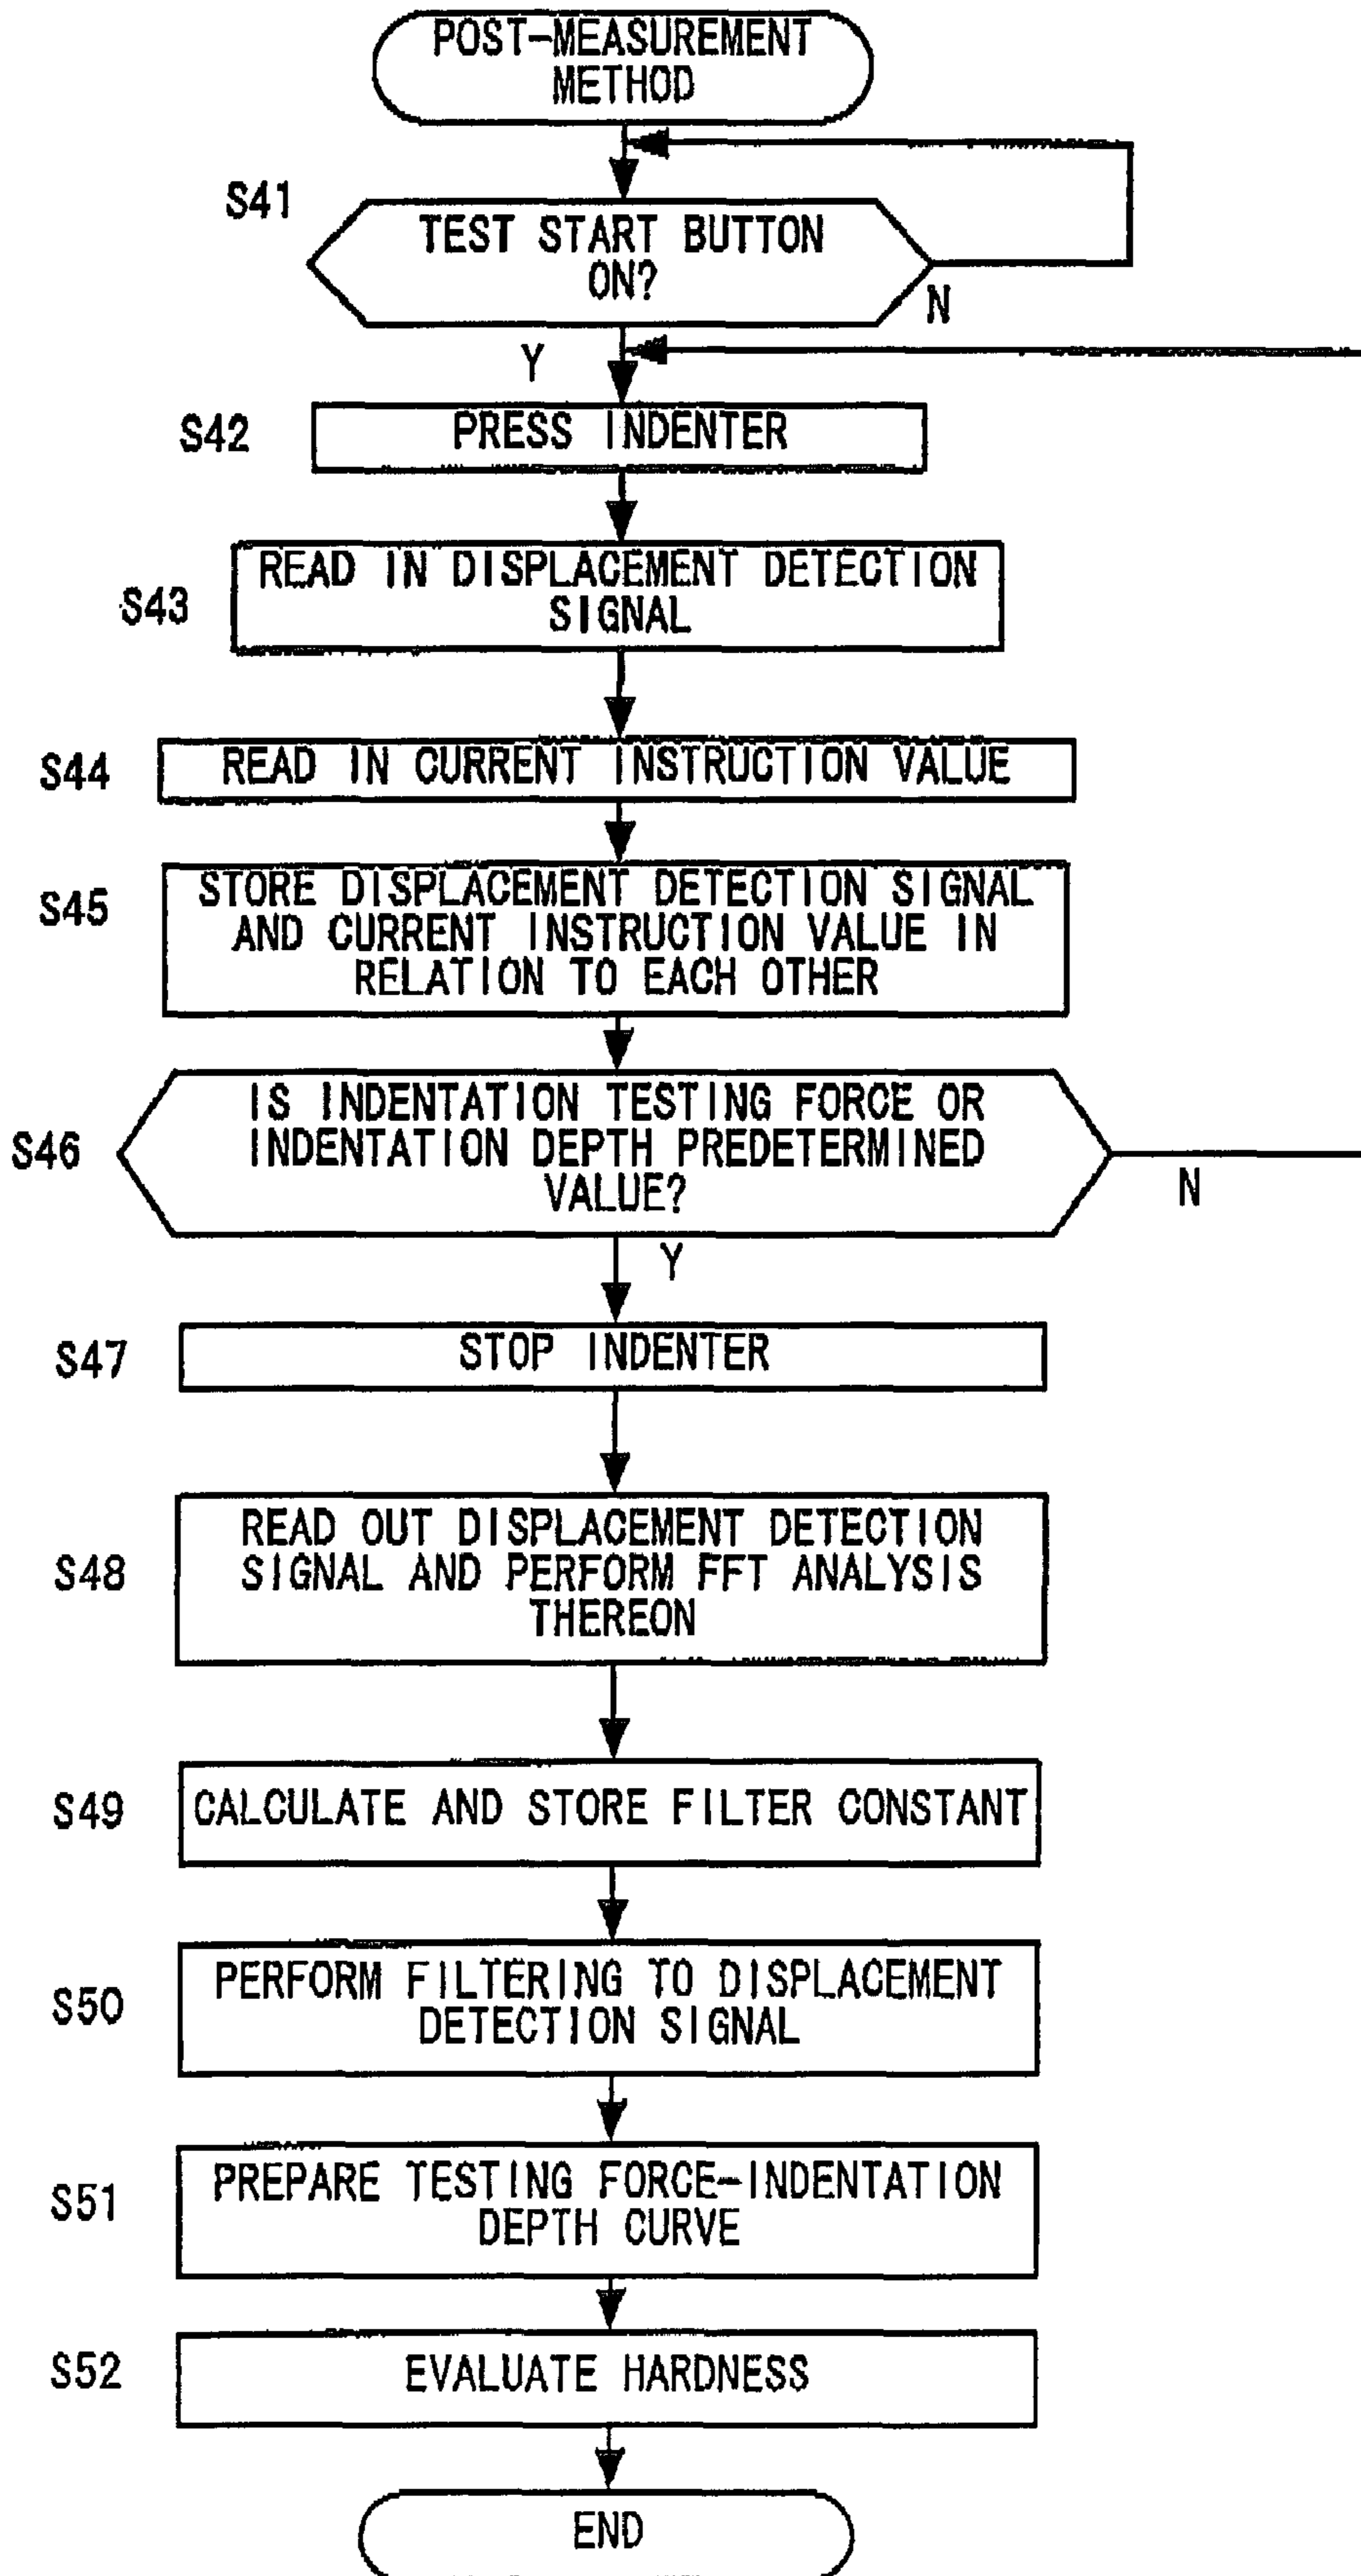 POST-MEASUREMENT
METHOD
S41
TEST START BUTTON
ON?
N
Y
S42
PRESS INDENTER
S43
READ IN DISPLACEMENT DETECTION
SIGNAL
S44
READ IN CURRENT INSTRUCTION VALUE
S45
STORE DISPLACEMENT DETECTION SIGNAL
AND CURRENT INSTRUCTION VALUE IN
RELATION TO EACH OTHER
S46
IS INDENTATION TESTING FORCE OR
INDENTATION DEPTH PREDETERMINED
VALUE?
N
Y
S47
STOP INDENTER
S48
READ OUT DISPLACEMENT DETECTION
SIGNAL AND PERFORM FFT ANALYSIS
THEREON
S49
CALCULATE AND STORE FILTER CONSTANT
S50
PERFORM FILTERING TO DISPLACEMENT
DETECTION SIGNAL
S51
PREPARE TESTING FORCE-INDENTATION
DEPTH CURVE
S52
EVALUATE HARDNESS
END